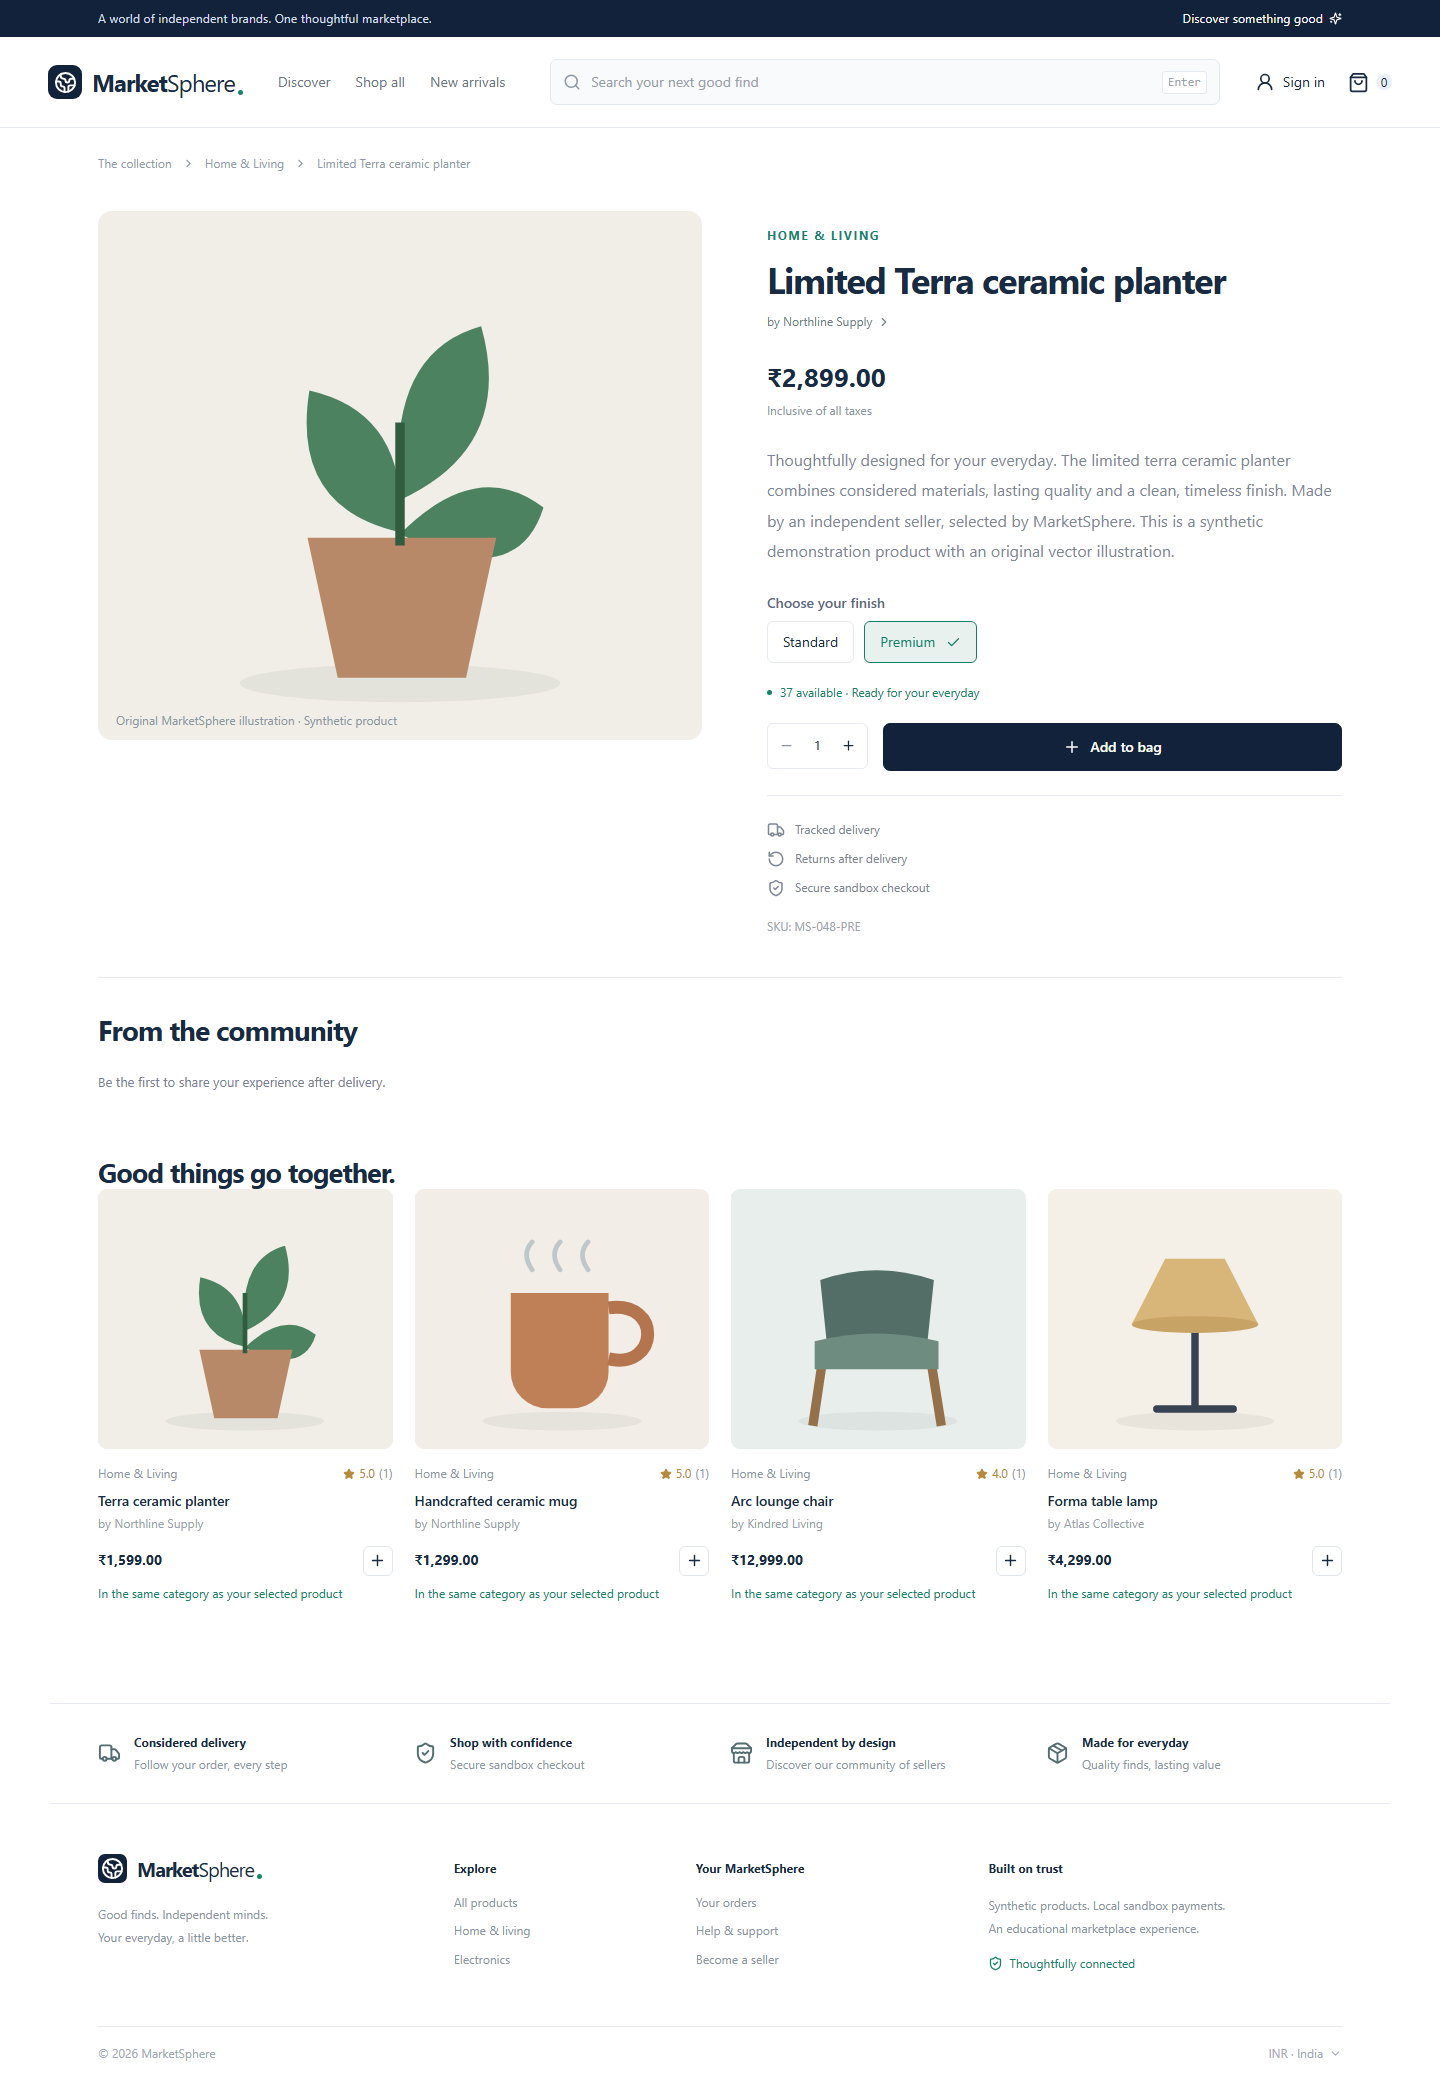 A world of independent brands. One thoughtful marketplace.
Discover something good
MarketSphere.
Discover
Shop all
New arrivals
Search your next good find
Enter
Sign in
0
The collection
Home & Living
Limited Terra ceramic planter
HOME & LIVING
Limited Terra ceramic planter
by Northline Supply
₹2,899.00
Inclusive of all taxes
Thoughtfully designed for your everyday. The limited terra ceramic planter
combines considered materials, lasting quality and a clean, timeless finish. Made
by an independent seller, selected by MarketSphere. This is a synthetic
demonstration product with an original vector illustration.
Choose your finish
Standard
Premium
37 available · Ready for your everyday
1
Add to bag
Original MarketSphere illustration · Synthetic product
Tracked delivery
Returns after delivery
Secure sandbox checkout
SKU: MS-048-PRE
From the community
Be the first to share your experience after delivery.
Good things go together.
Home & Living
5.0 (1)
Terra ceramic planter
by Northline Supply
₹1,599.00
In the same category as your selected product
Home & Living
5.0 (1)
Handcrafted ceramic mug
by Northline Supply
₹1,299.00
In the same category as your selected product
Home & Living
4.0 (1)
Arc lounge chair
by Kindred Living
₹12,999.00
In the same category as your selected product
Home & Living
5.0 (1)
Forma table lamp
by Atlas Collective
₹4,299.00
In the same category as your selected product
Considered delivery
Follow your order, every step
Shop with confidence
Secure sandbox checkout
Independent by design
Discover our community of sellers
Made for everyday
Quality finds, lasting value
MarketSphere.
Good finds. Independent minds.
Your everyday, a little better.
Explore
All products
Home & living
Electronics
Your MarketSphere
Your orders
Help & support
Become a seller
Built on trust
Synthetic products. Local sandbox payments.
An educational marketplace experience.
Thoughtfully connected
© 2026 MarketSphere
INR · India